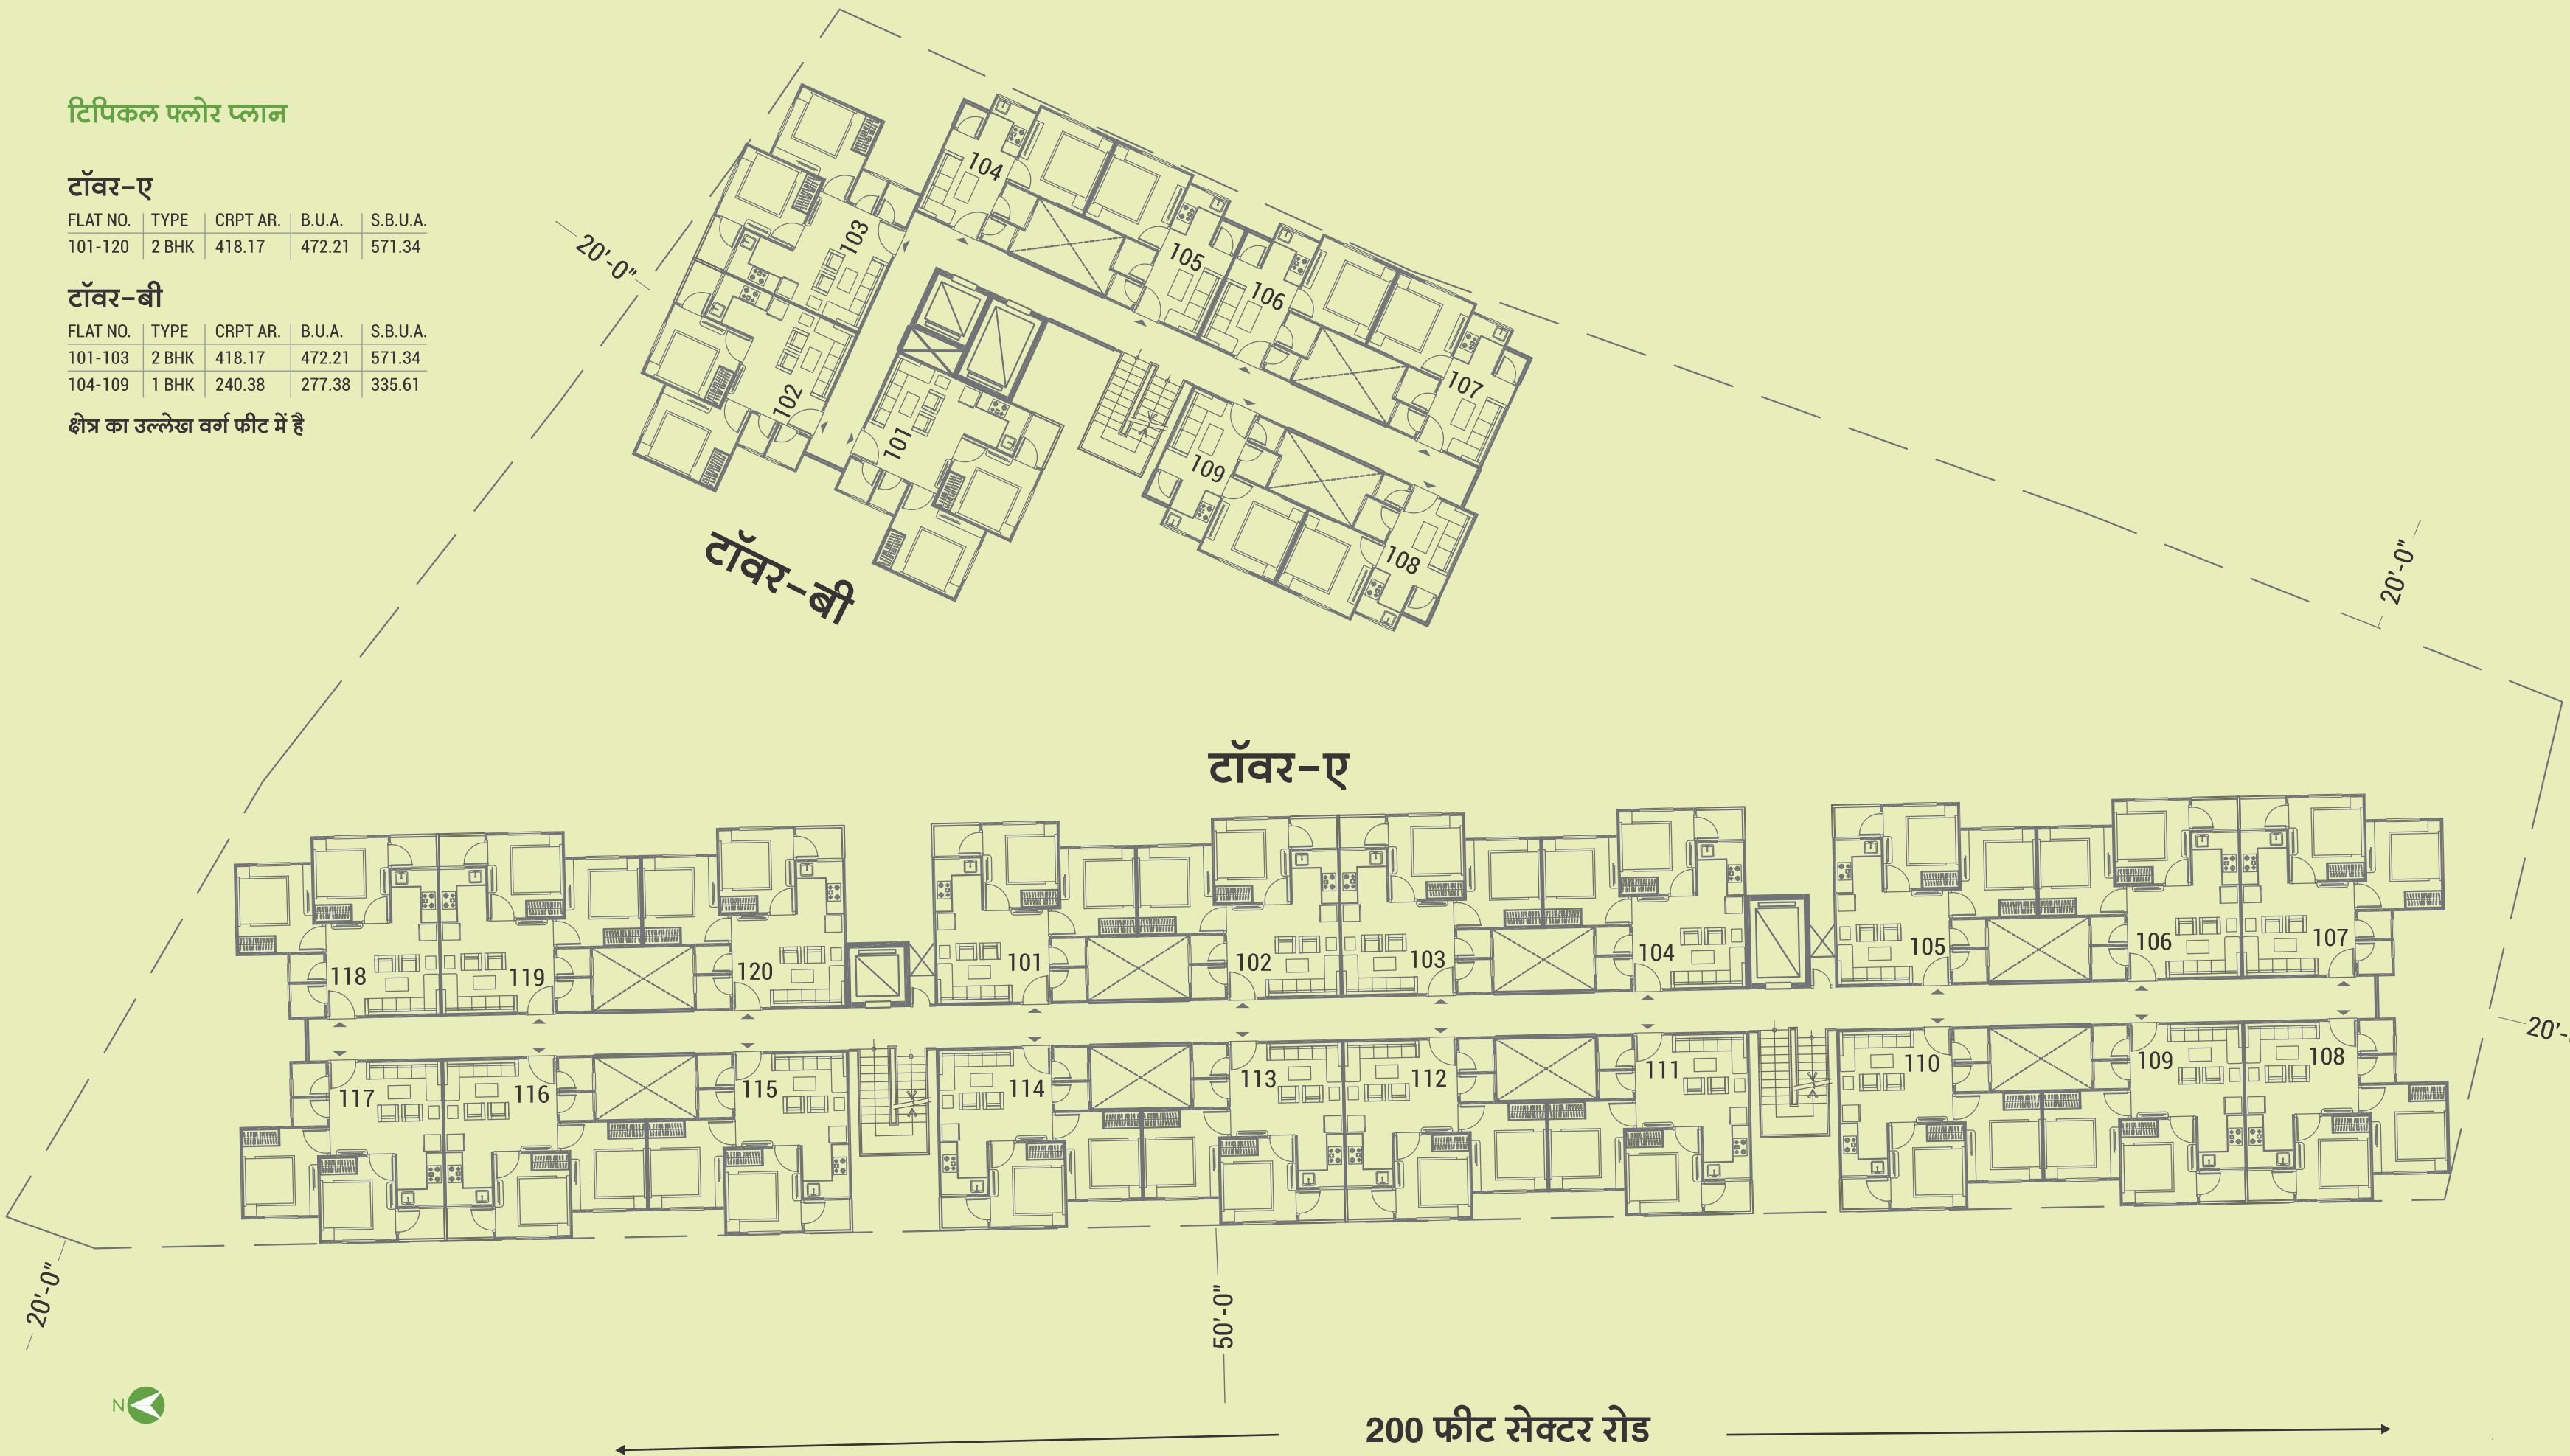 टिपिकल फ्लोर प्लान
टॉवर-ए
FLAT NO. TYPE CRPT AR. B.U.A. S.B.U.A.
101-120 2 BHK 418.17 472.21 571.34
टॉवर-बी
FLAT NO. TYPE CRPT AR. B.U.A. S.B.U.A.
101-103 2 BHK 418.17 472.21 571.34
104-109 1 BHK 240.38 277.38 335.61
क्षेत्र का उल्लेख वर्ग फीट में है
20'-0"
104
103
105
106
107
102
101
109
108
टॉवर-बी
20'-0"
टॉवर-ए
118
119
120
101
102
103
104
105
106
107
20'-
117
116
115
114
113
112
111
110
109
108
20'-0"
50'-0"
N
200 फीट सेक्टर रोड